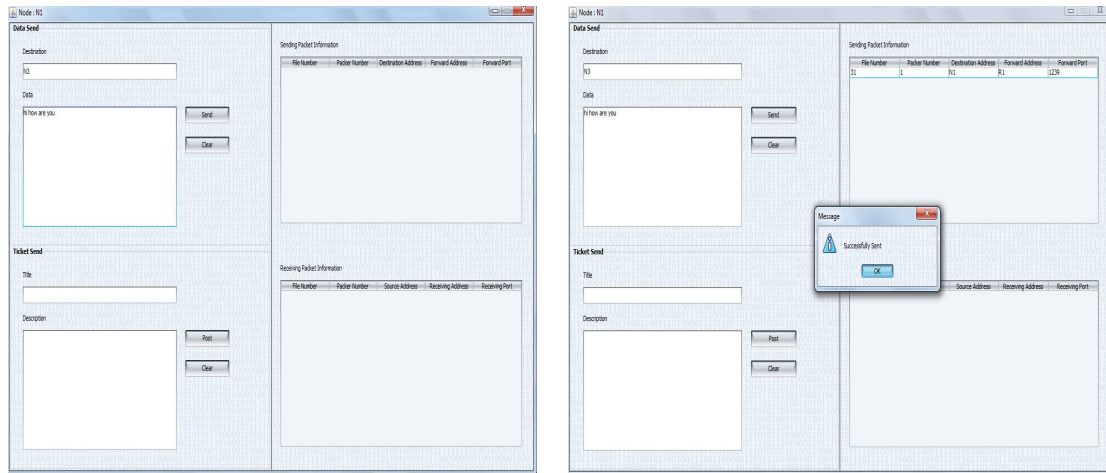 Node : N1
Data Send
Destination
N3
Data
hi how are you
Send
Clear
Ticket Send
Title
Description
Post
Clear
Sending Packet Information
File Number Packer Number Destination Address Forward Address Forward Port
Receiving Packet Information
File Number Packer Number Source Address Receiving Address Receiving Port
Node : N1
Data Send
Destination
N3
Data
hi how are you
Send
Clear
Ticket Send
Title
Description
Post
Clear
Sending Packet Information
File Number Packer Number Destination Address Forward Address Forward Port
31 1 N1 R1 1239
Message
Successfully Sent
OK
Source Address Receiving Address Receiving Port